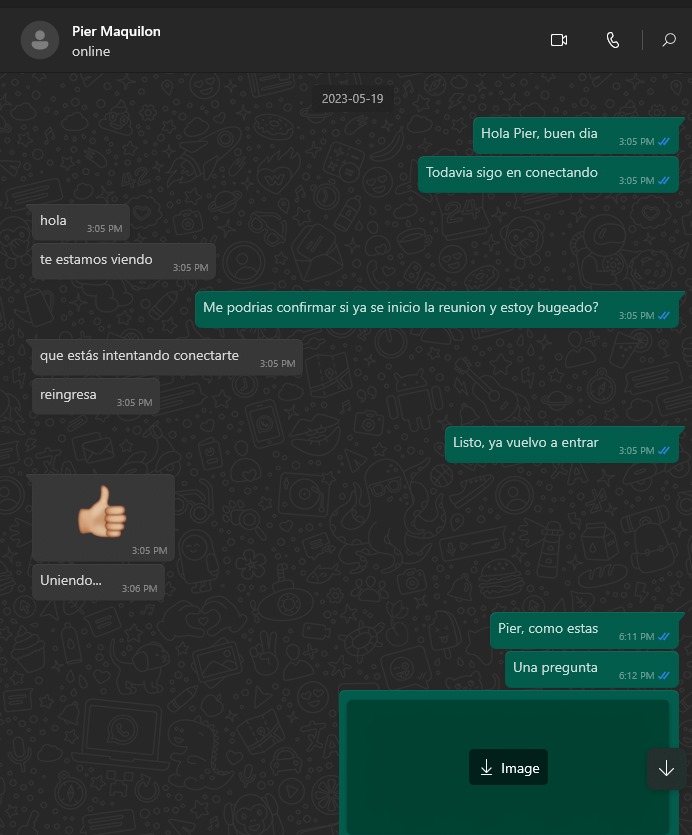 Pier Maquilon
online
2023-05-19
Hola Pier, buen dia 3:05 PM
Todavia sigo en conectando 3:05 PM
hola 3:05 PM
te estamos viendo 3:05 PM
Me podrias confirmar si ya se inicio la reunion y estoy bugeado? 3:05 PM
que estás intentando conectarte 3:05 PM
reingresa 3:05 PM
Listo, ya vuelvo a entrar 3:05 PM
3:05 PM
Uniendo... 3:06 PM
Pier, como estas 6:11 PM
Una pregunta 6:12 PM
Image